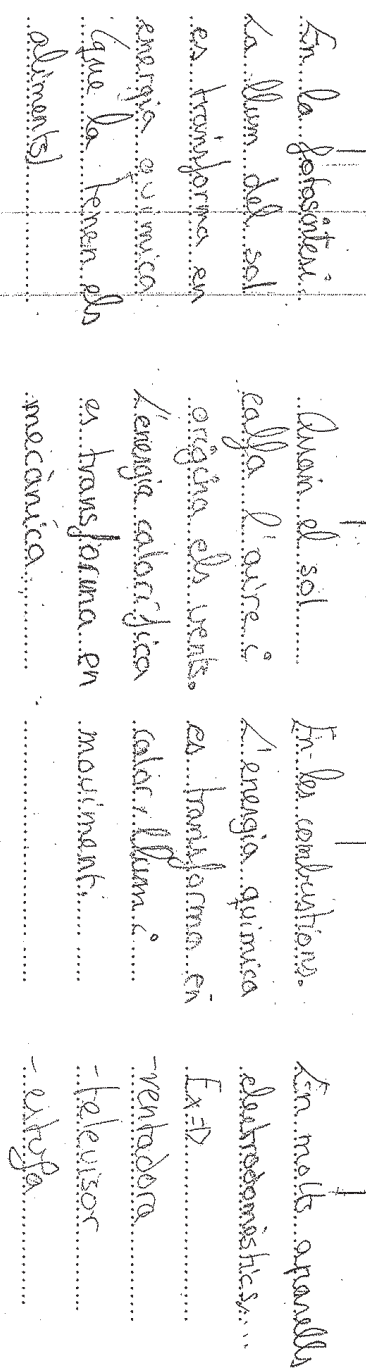 En la fotosíntesi.
La llum del sol
es transforma en
energia química
(que la tenen els
aliments)
Quan el sol
calfa l'aire i
origina els vents.
L'energia calorífica
es transforma en
mecànica.
En les combustions.
L'energia química
es transforma en
calor, llum i
moviment.
En molts aparells
electrodomèstics...
Ex=>
-rentadora
-televisor
-estufa